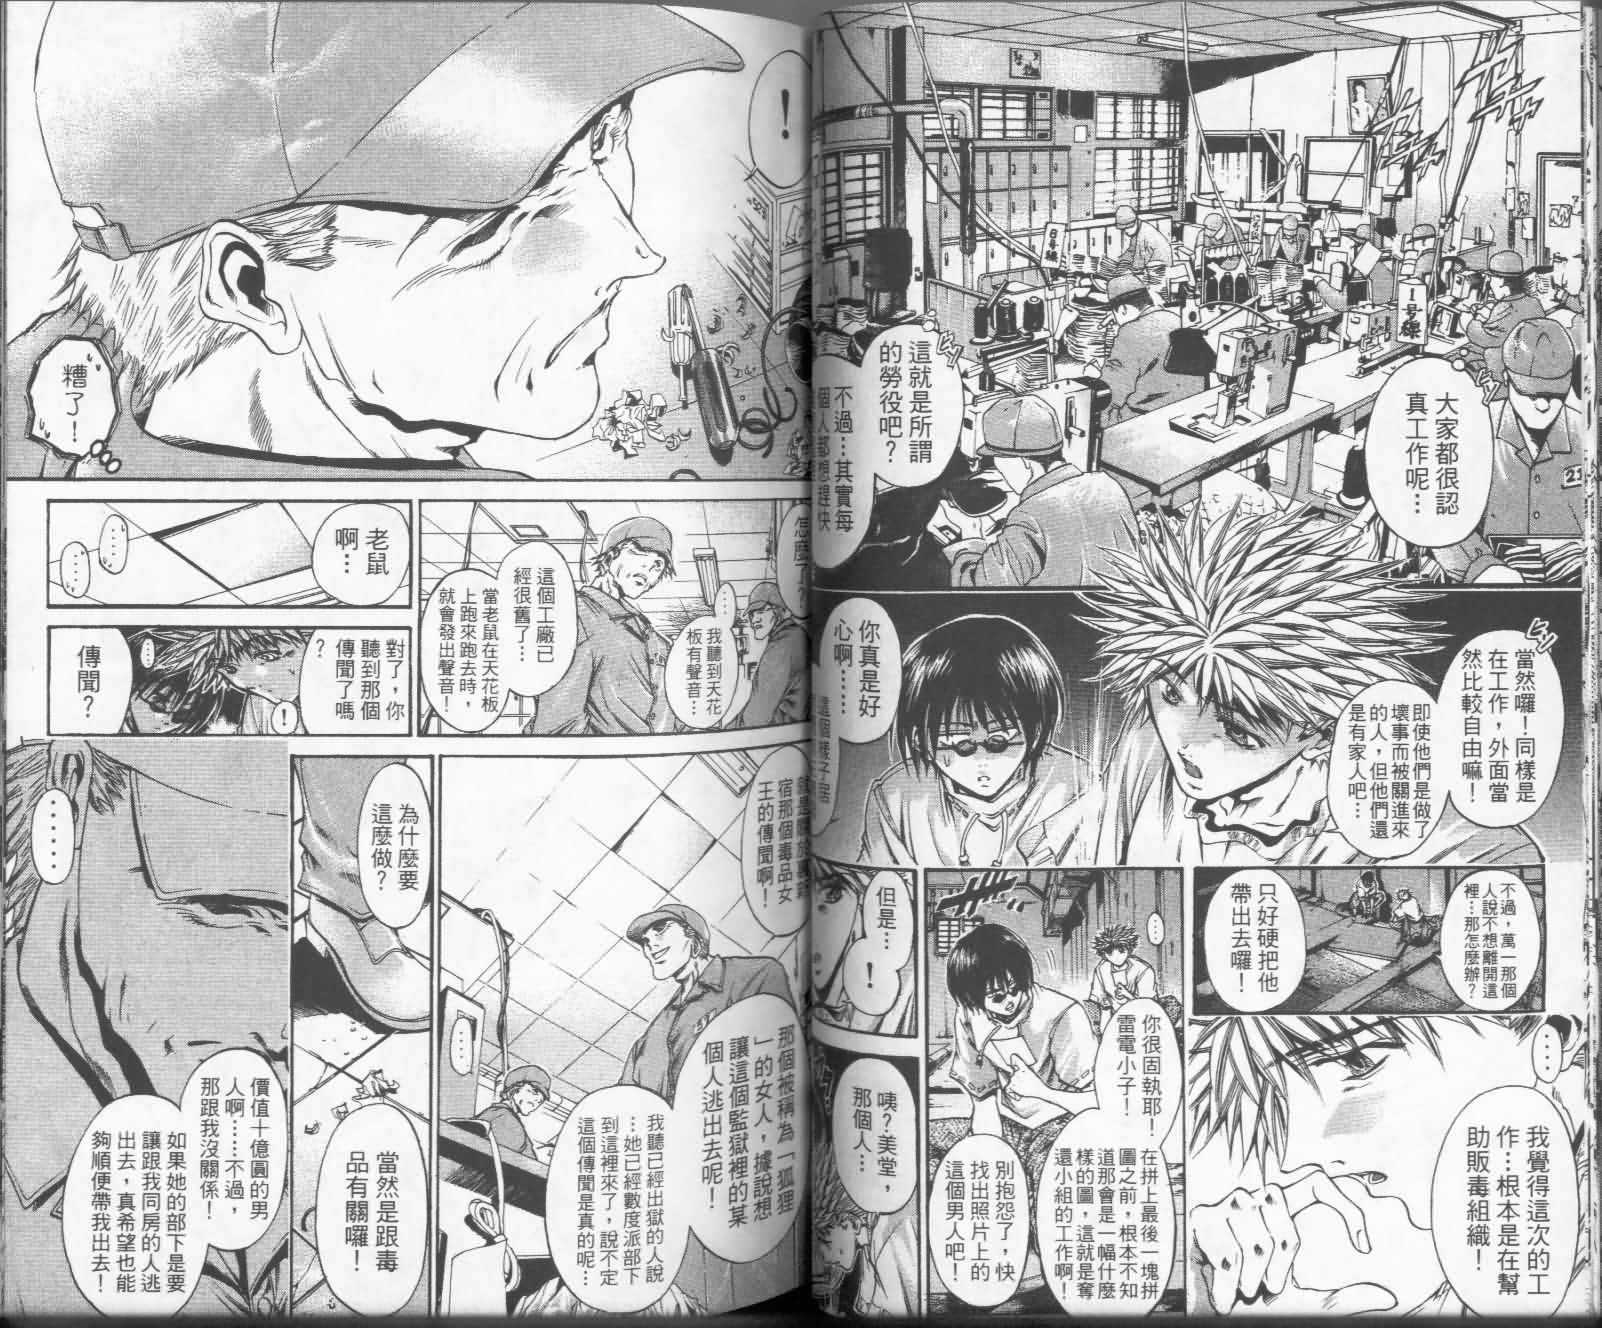 大家都很認
真工作呢…
這就是所謂
的勞役吧？
不過…其實每
個人都想趕快
8号線
1号線
21
當然囉！同樣是
在工作，外面當
然比較自由嘛！
即使他們是做了
壞事而被關進來
的人，但他們還
是有家人吧…
你真是好
心啊……
不過，萬一那個
人說不想離開這
裡…那怎麼辦？
只好硬把他
帶出去囉！
……
我覺得這次的工
作…根本是在幫
助販毒組織！
你很固執耶！
雷電小子！
在拼上最後一塊拼
圖之前，根本不知
道那會是一幅什麼
樣的圖，這就是奪
還小組的工作啊！
別抱怨了，快
找出照片上的
這個男人吧！
但是…
！
咦？美堂，
那個人…
！
糟了！
怎麼了？
我聽到天花
板有聲音…
這個工廠已
經很舊了…
當老鼠在天花板
上跑來跑去時，
就會發出聲音！
老鼠
啊…
對了，你
聽到那個
傳聞了嗎
？
！
傳聞？
宿那個毒品女
王的傳聞啊！
那個被稱為「狐狸
」的女人，據說想
讓這個監獄裡的某
個人逃出去呢！
我聽已經出獄的人說
…她已經數度派部下
到這裡來了，說不定
這個傳聞是真的呢…
為什麼要
這麼做？
當然是跟毒
品有關囉！
……
價值十億圓的男
人啊……不過，
那跟我沒關係！
如果她的部下是要
讓跟我同房的人逃
出去，真希望也能
夠順便帶我出去！